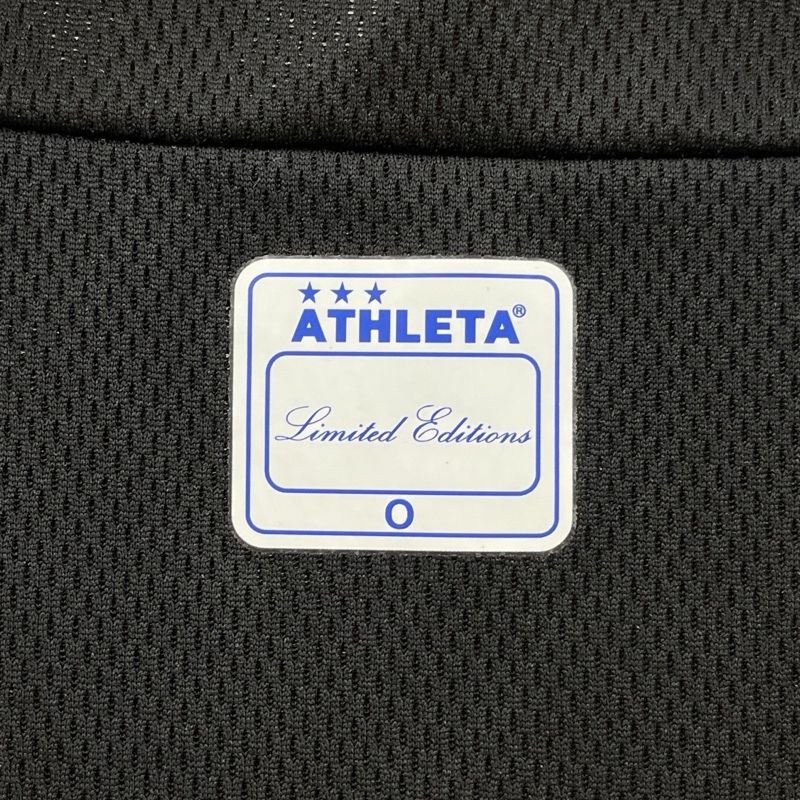 ★★★
ATHLETA®
Limited Editions
O